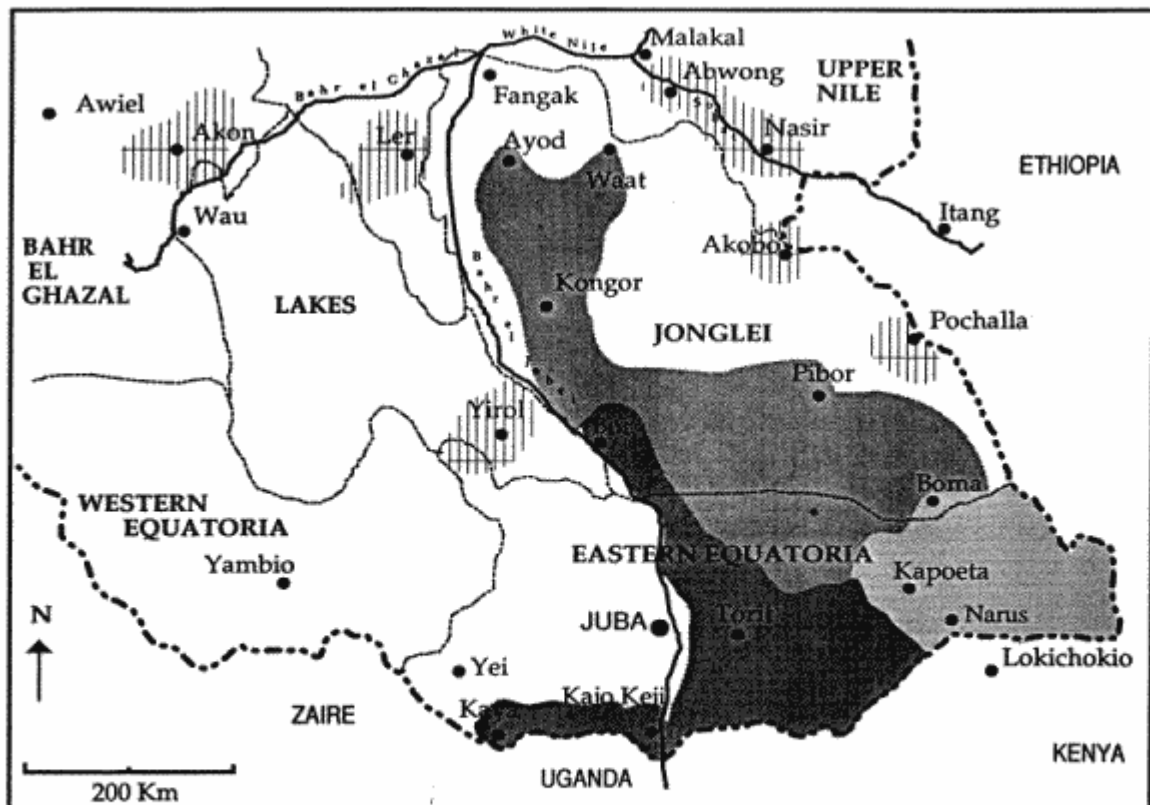 White Nile
Malakal
Bahr el Ghazal
Fangak
Abwong
UPPER
NILE
Awiel
Akon
Ler
Ayod
Nasir
ETHIOPIA
Waat
Wau
Itang
Akobo
BAHR
EL
GHAZAL
Kongor
LAKES
Bahr el
JONGLEI
Pochalla
Pibor
Yirol
Boma
WESTERN
EQUATORIA
EASTERN EQUATORIA
Yambio
Kapoeta
N
JUBA
Torit
Narus
Yei
Lokichokio
Kajo Keji
ZAIRE
KENYA
UGANDA
200 Km